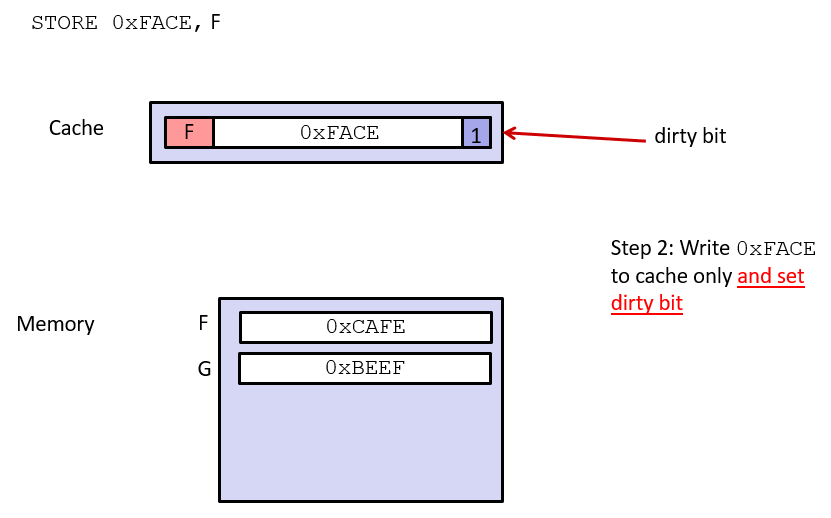 STORE 0xFACE, F
Cache
F 0xFACE 1
dirty bit
Step 2: Write 0xFACE
to cache only and set
dirty bit
Memory
F 0xCAFE
G 0xBEEF